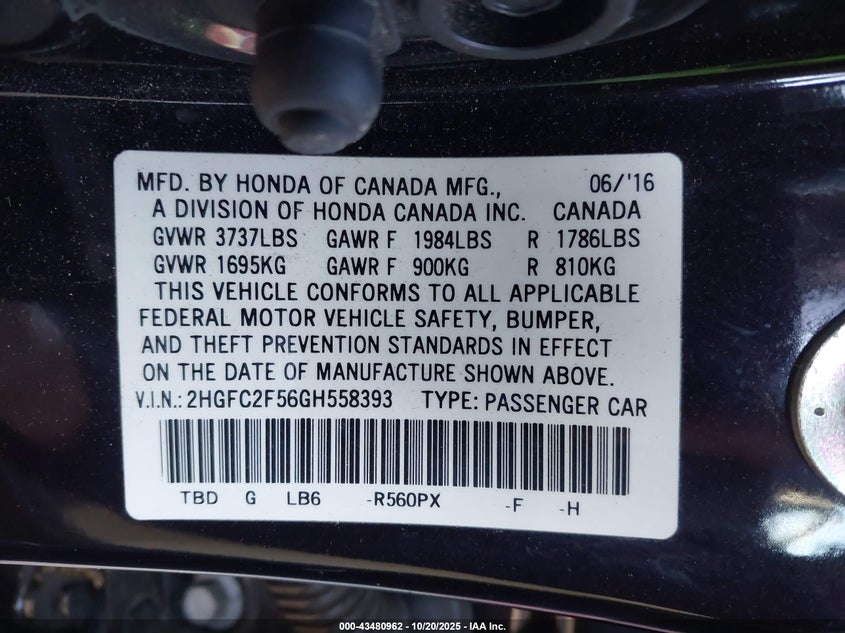 MFD. BY HONDA OF CANADA MFG., 06/'16
A DIVISION OF HONDA CANADA INC. CANADA
GVWR 3737LBS GAWR F 1984LBS R 1786LBS
GVWR 1695KG GAWR F 900KG R 810KG
THIS VEHICLE CONFORMS TO ALL APPLICABLE
FEDERAL MOTOR VEHICLE SAFETY, BUMPER,
AND THEFT PREVENTION STANDARDS IN EFFECT
ON THE DATE OF MANUFACTURE SHOWN ABOVE.
V.I.N.: 2HGFC2F56GH558393 TYPE: PASSENGER CAR
TBD G LB6 -R560PX -F -H
000-43480962 - 10/20/2025 - IAA Inc.